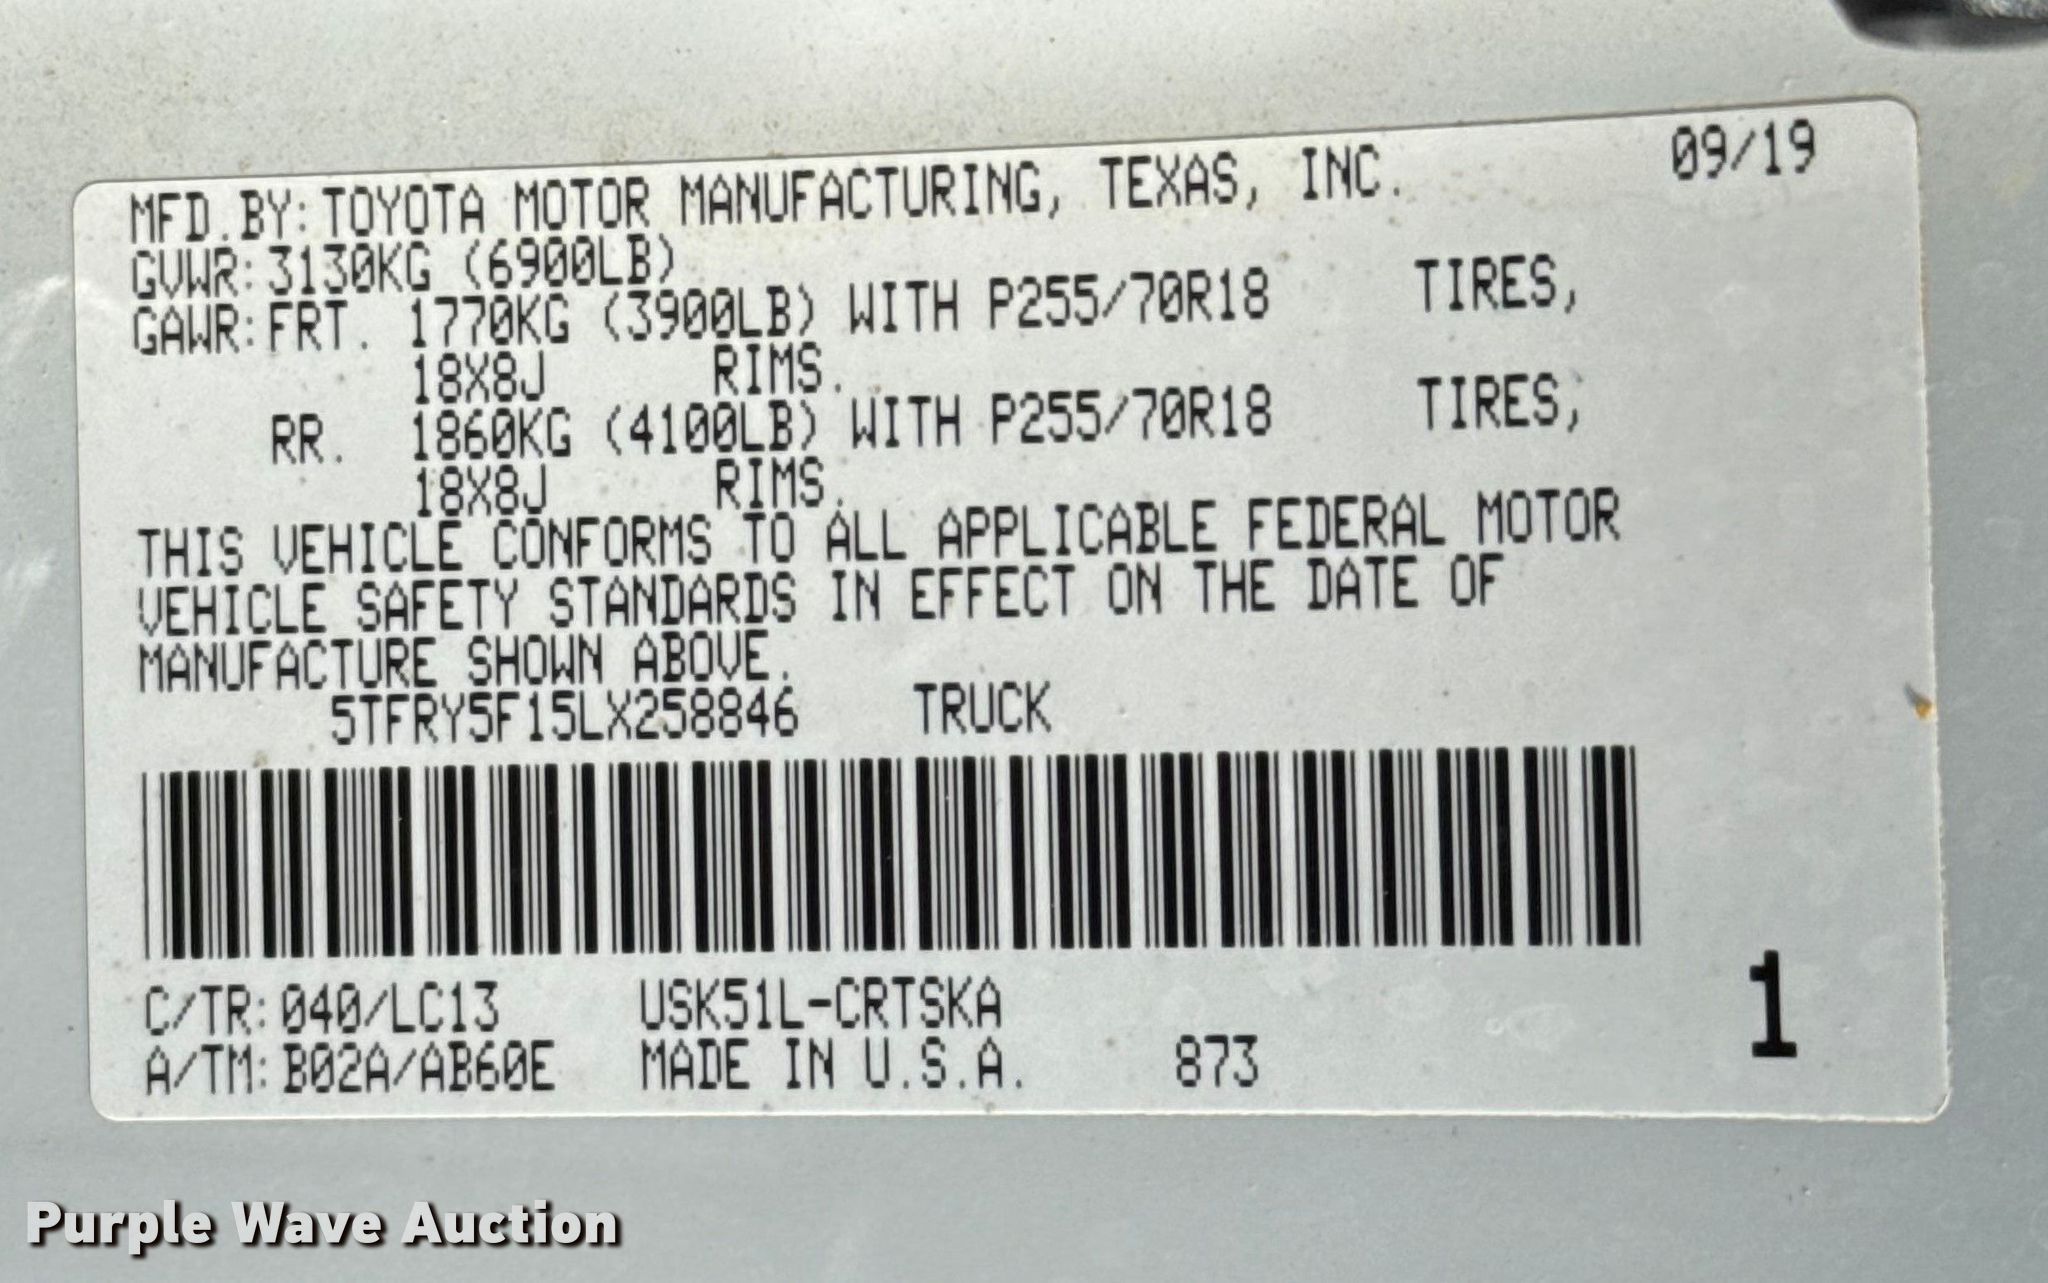 09/19
MFD.BY:TOYOTA MOTOR MANUFACTURING, TEXAS, INC.
GVWR:3130KG (6900LB)
GAWR:FRT. 1770KG (3900LB) WITH P255/70R18 TIRES,
18X8J RIMS.
RR. 1860KG (4100LB) WITH P255/70R18 TIRES,
18X8J RIMS.
THIS VEHICLE CONFORMS TO ALL APPLICABLE FEDERAL MOTOR
VEHICLE SAFETY STANDARDS IN EFFECT ON THE DATE OF
MANUFACTURE SHOWN ABOVE.
5TFRY5F15LX258846 TRUCK
C/TR:040/LC13 USK51L-CRTSKA
A/TM:B02A/AB60E MADE IN U.S.A. 873
1
Purple Wave Auction